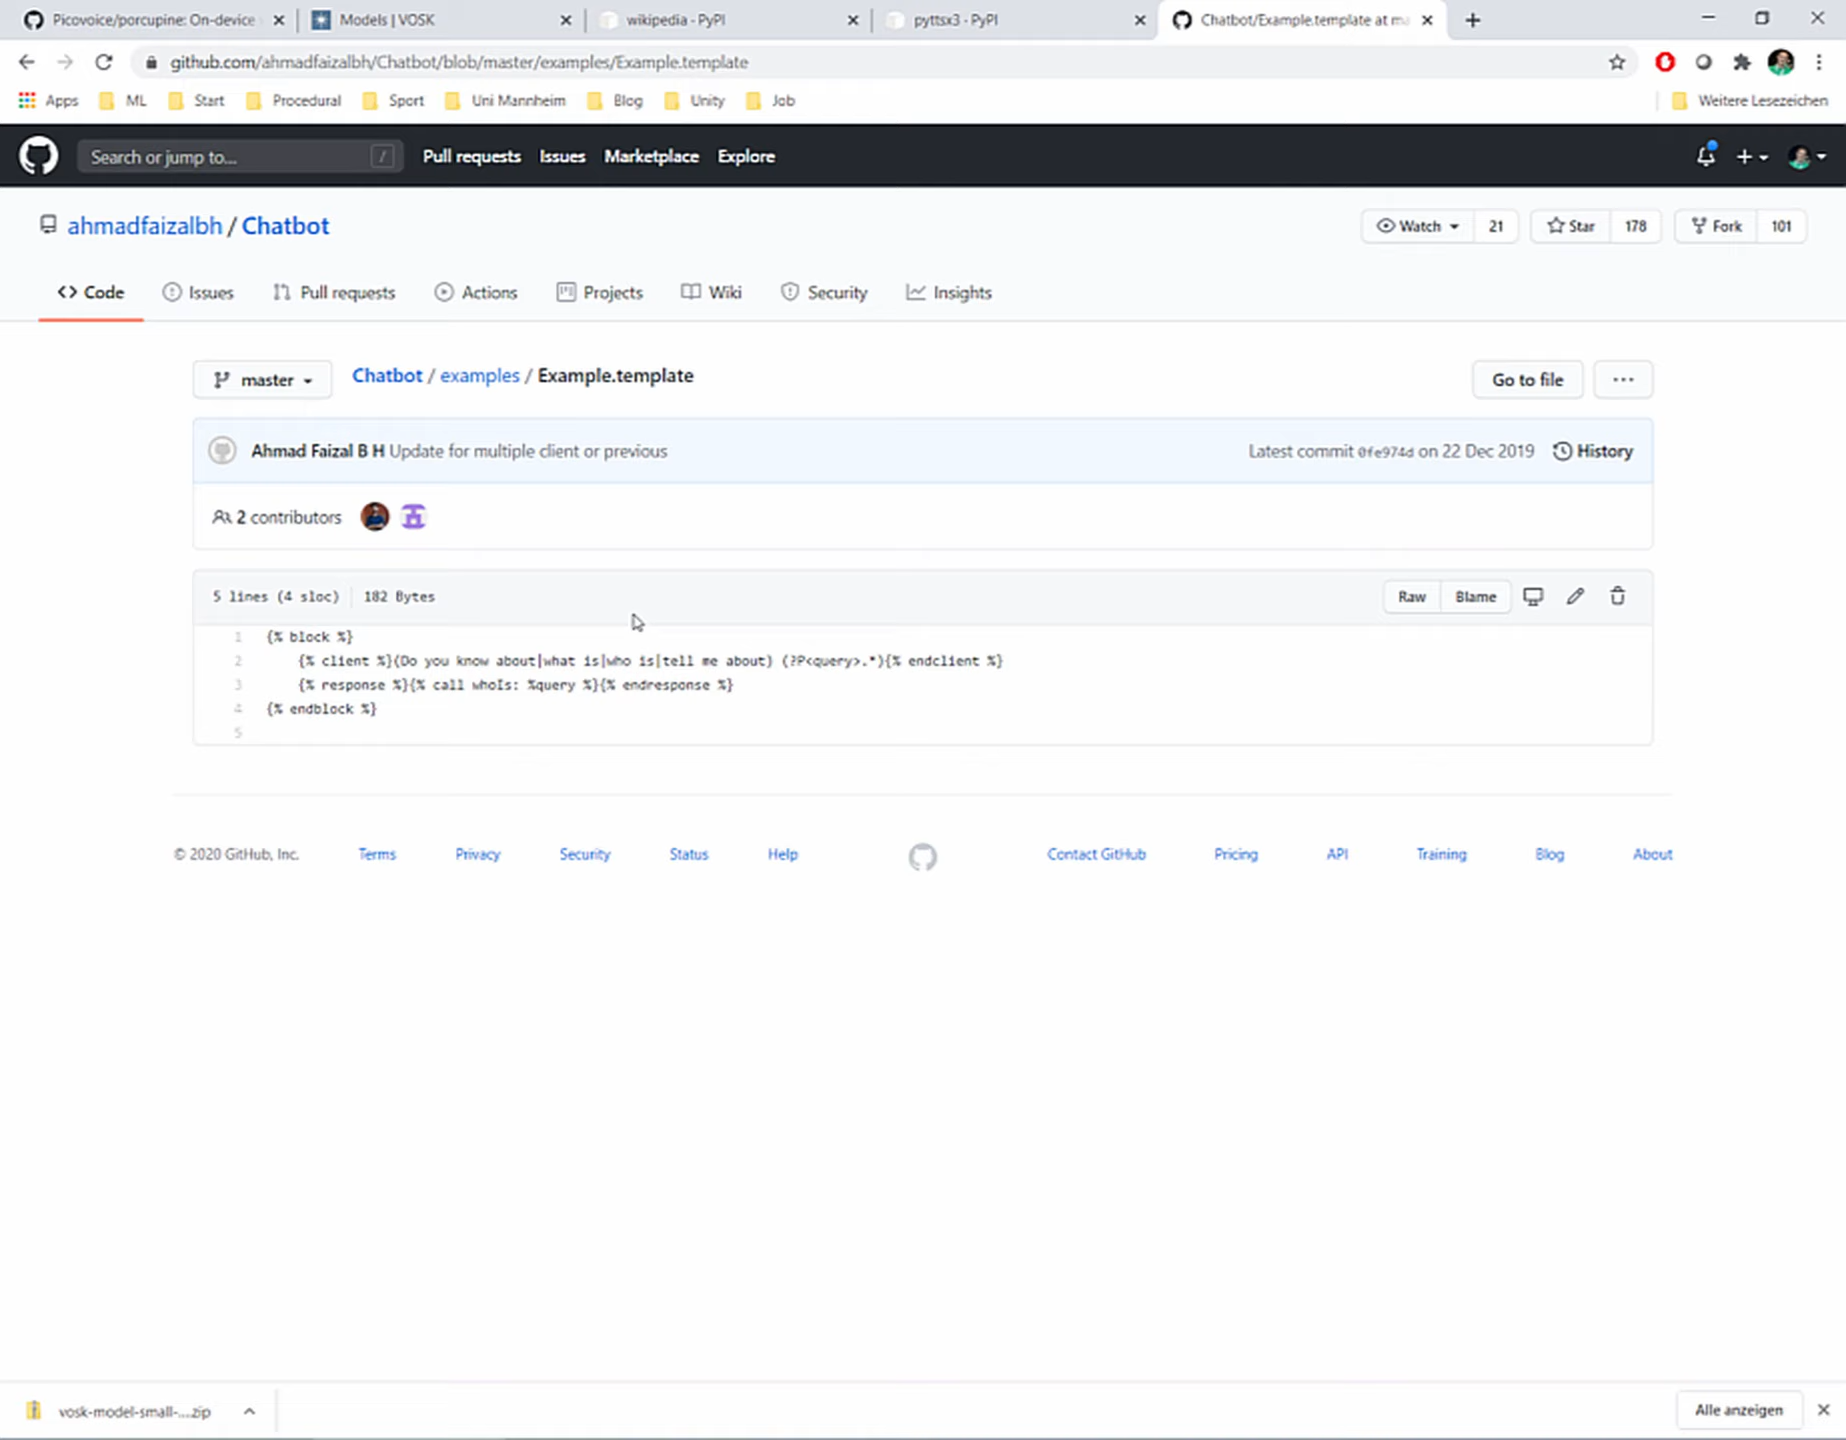 Picovoice/porcupine: On-device
Models | VOSK
wikipedia · PyPI
pyttsx3 · PyPI
Chatbot/Example.template at ma
github.com/ahmadfaizalbh/Chatbot/blob/master/examples/Example.template
Apps ML Start Procedural Sport Uni Mannheim Blog Unity Job Weitere Lesezeichen
Search or jump to... / Pull requests Issues Marketplace Explore
ahmadfaizalbh / Chatbot Watch 21 Star 178 Fork 101
<> Code Issues Pull requests Actions Projects Wiki Security Insights
master Chatbot / examples / Example.template Go to file ...
Ahmad Faizal B H Update for multiple client or previous Latest commit 0fe974d on 22 Dec 2019 History
2 contributors
5 lines (4 sloc) 182 Bytes Raw Blame
1 {% block %}
2 {% client %}(Do you know about|what is|who is|tell me about) (?P<query>.*){% endclient %}
3 {% response %}{% call whoIs: %query %}{% endresponse %}
4 {% endblock %}
5
© 2020 GitHub, Inc. Terms Privacy Security Status Help Contact GitHub Pricing API Training Blog About
vosk-model-small-....zip Alle anzeigen